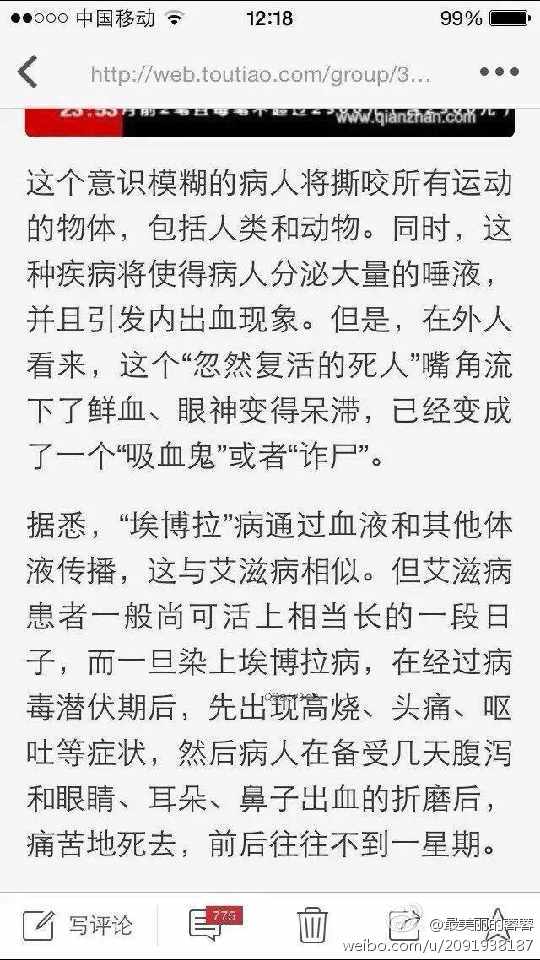 中国移动 12:18 99%
http://web.toutiao.com/group/3...
23:53
www.qianzhan.com
这个意识模糊的病人将撕咬所有运动
的物体，包括人类和动物。同时，这
种疾病将使得病人分泌大量的唾液，
并且引发内出血现象。但是，在外人
看来，这个“忽然复活的死人”嘴角流
下了鲜血、眼神变得呆滞，已经变成
了一个“吸血鬼”或者“诈尸”。
据悉，“埃博拉”病通过血液和其他体
液传播，这与艾滋病相似。但艾滋病
患者一般尚可活上相当长的一段日
子，而一旦染上埃博拉病，在经过病
毒潜伏期后，先出现高烧、头痛、呕
吐等症状，然后病人在备受几天腹泻
和眼睛、耳朵、鼻子出血的折磨后，
痛苦地死去，前后往往不到一星期。
写评论 775
@最美丽的蓉蓉
weibo.com/u/2091938187